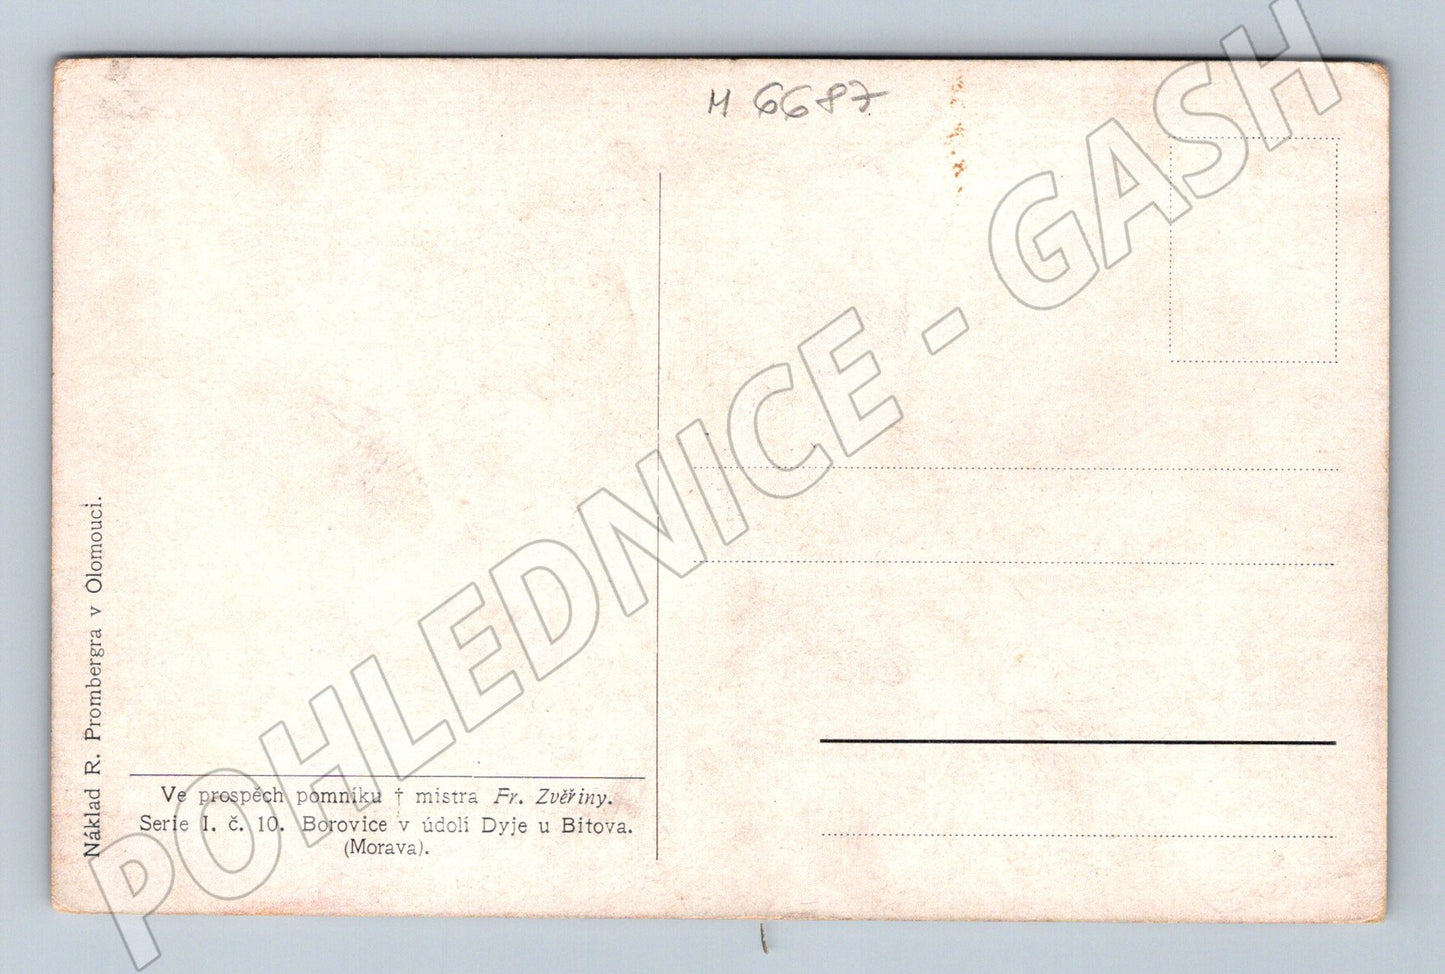 M 6687
Náklad R. Prombergra v Olomouci.
Ve prospěch pomníku † mistra Fr. Zvěřiny.
Serie I. č. 10. Borovice v údolí Dyje u Bitova.
(Morava).
POHLEDNICE - GASH